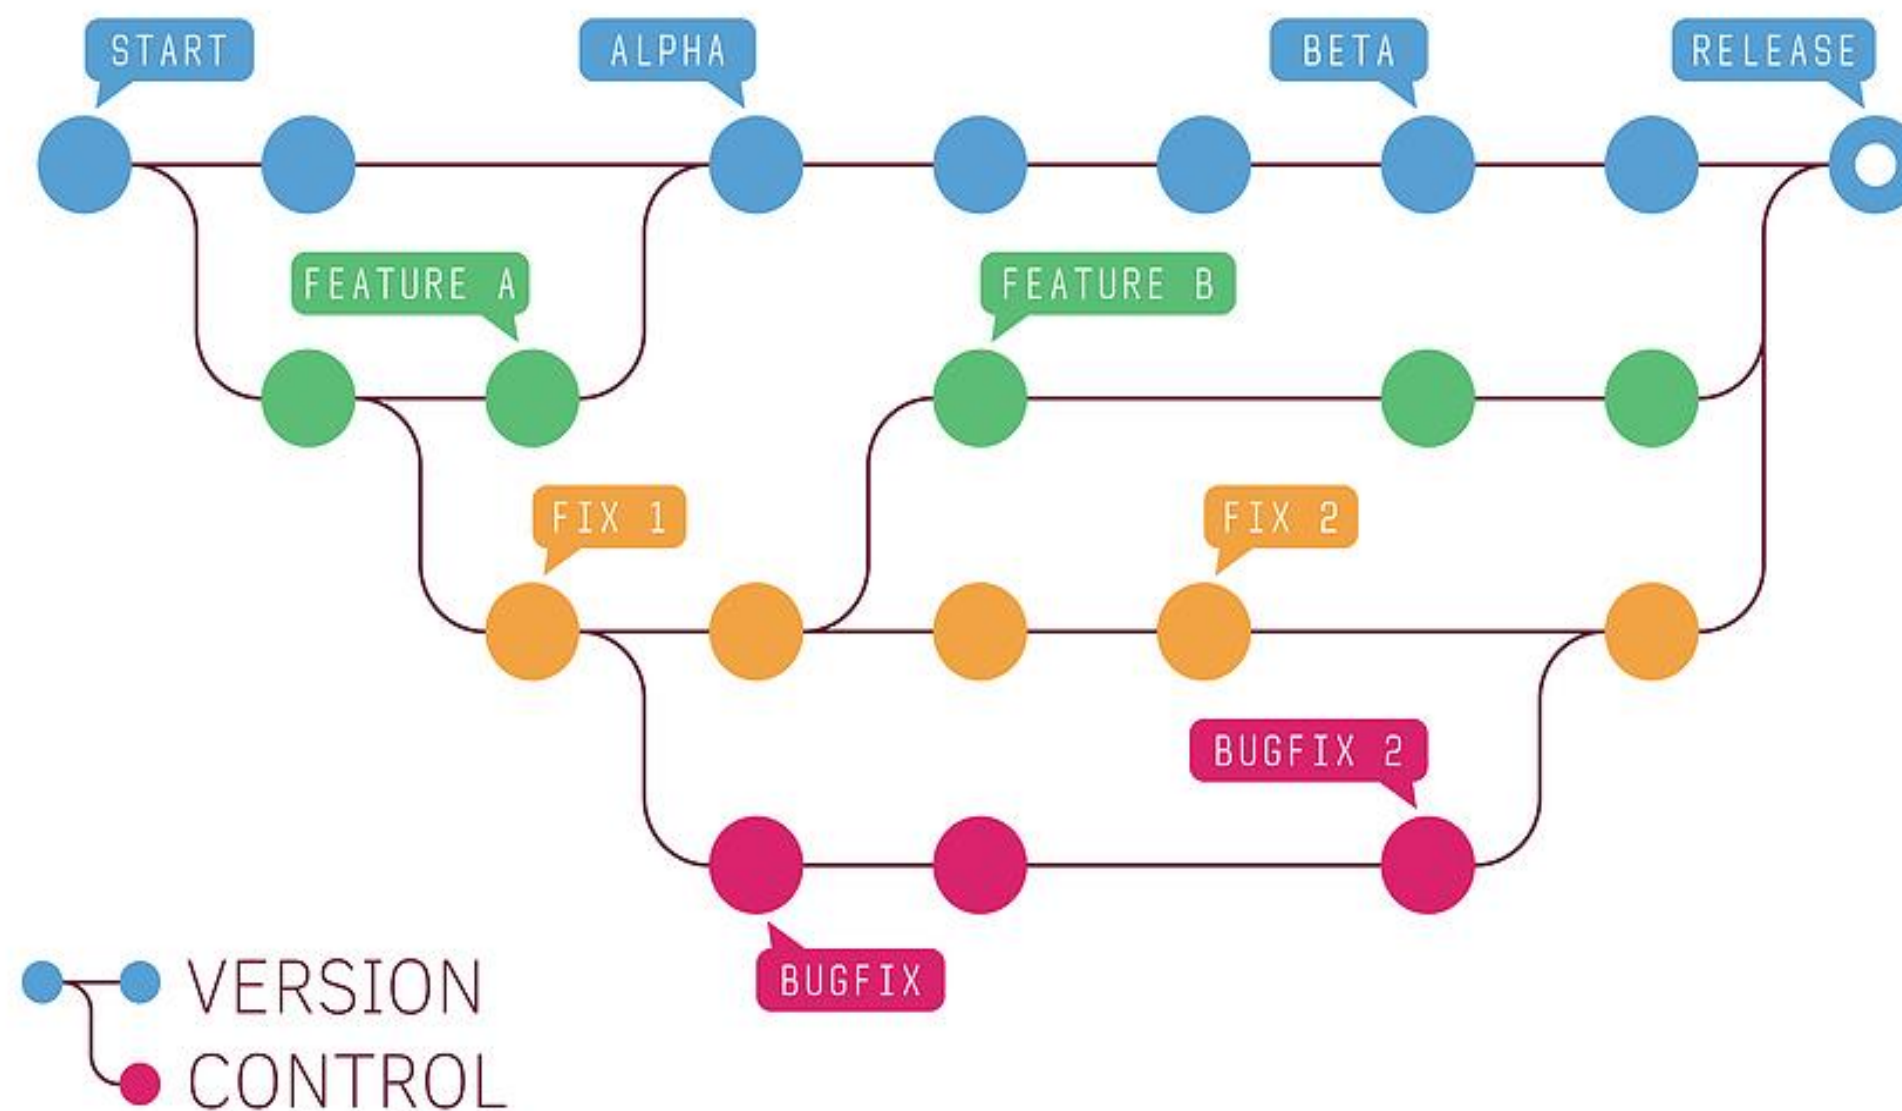 START
ALPHA
BETA
RELEASE
FEATURE A
FEATURE B
FIX 1
FIX 2
BUGFIX 2
BUGFIX
VERSION
CONTROL